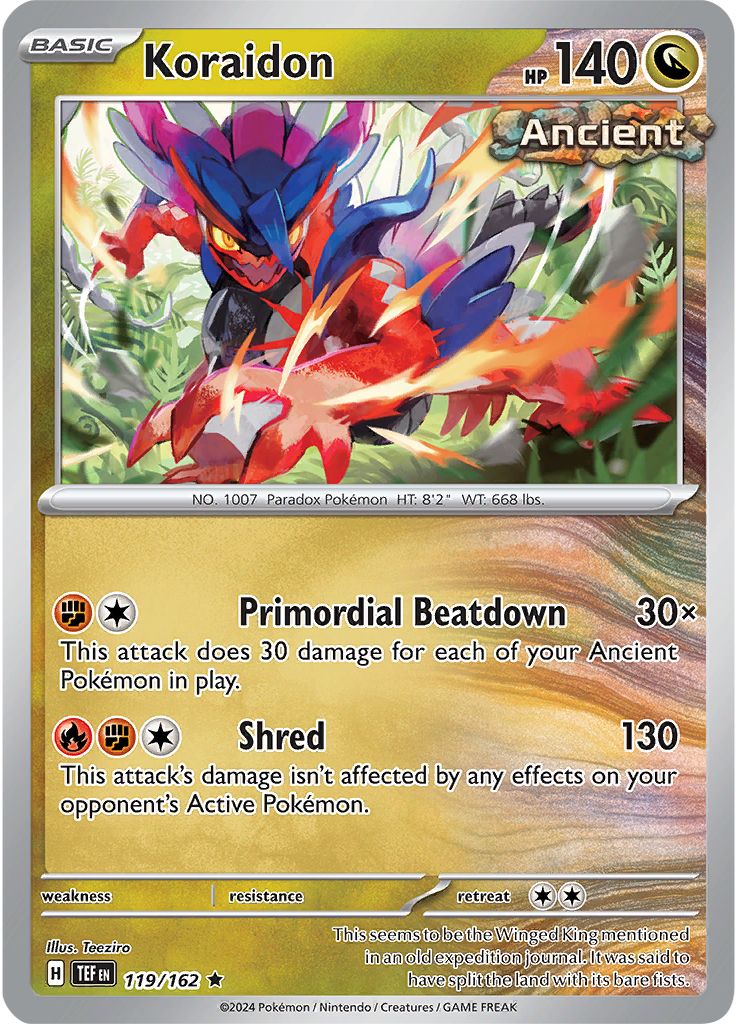 BASIC
Koraidon
HP 140
Ancient
NO. 1007 Paradox Pokémon HT: 8'2" WT: 668 lbs.
Primordial Beatdown 30×
This attack does 30 damage for each of your Ancient
Pokémon in play.
Shred 130
This attack's damage isn't affected by any effects on your
opponent's Active Pokémon.
weakness resistance retreat
Illus. Teeziro
This seems to be the Winged King mentioned
in an old expedition journal. It was said to
have split the land with its bare fists.
H TEF EN 119/162
©2024 Pokémon / Nintendo / Creatures / GAME FREAK